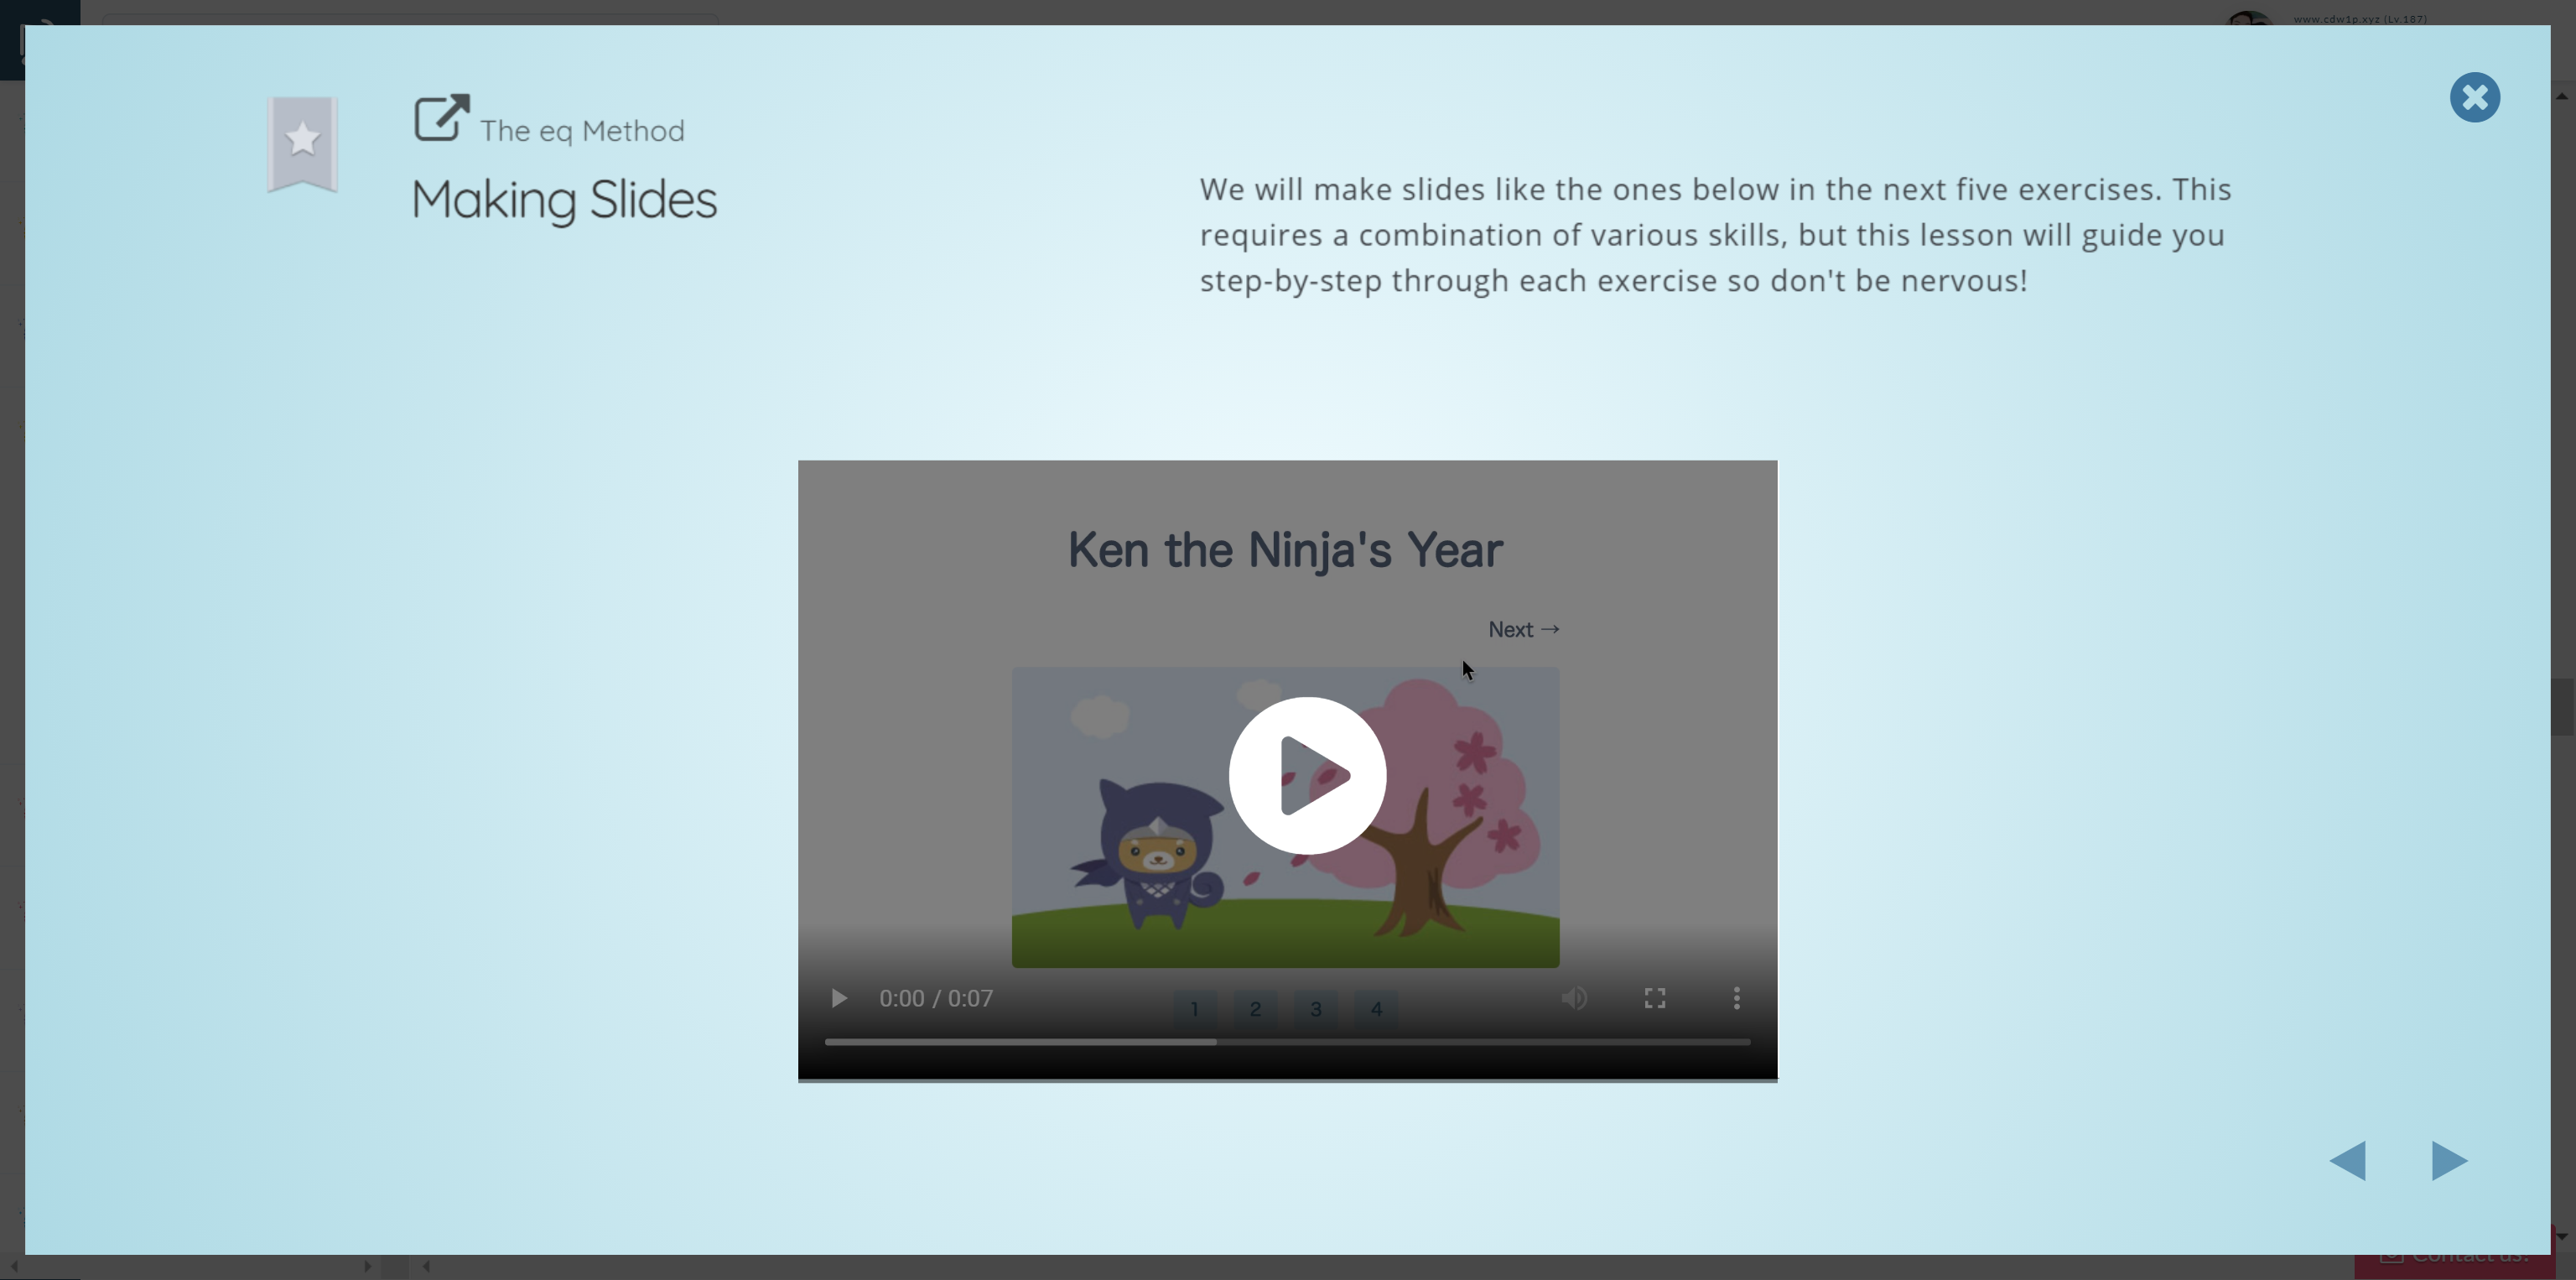 www.cdw1p.xyz (Lv.187)
The eq Method
Making Slides
We will make slides like the ones below in the next five exercises. This
requires a combination of various skills, but this lesson will guide you
step-by-step through each exercise so don't be nervous!
Ken the Ninja's Year
Next →
0:00 / 0:07
1 2 3 4
Contact us!